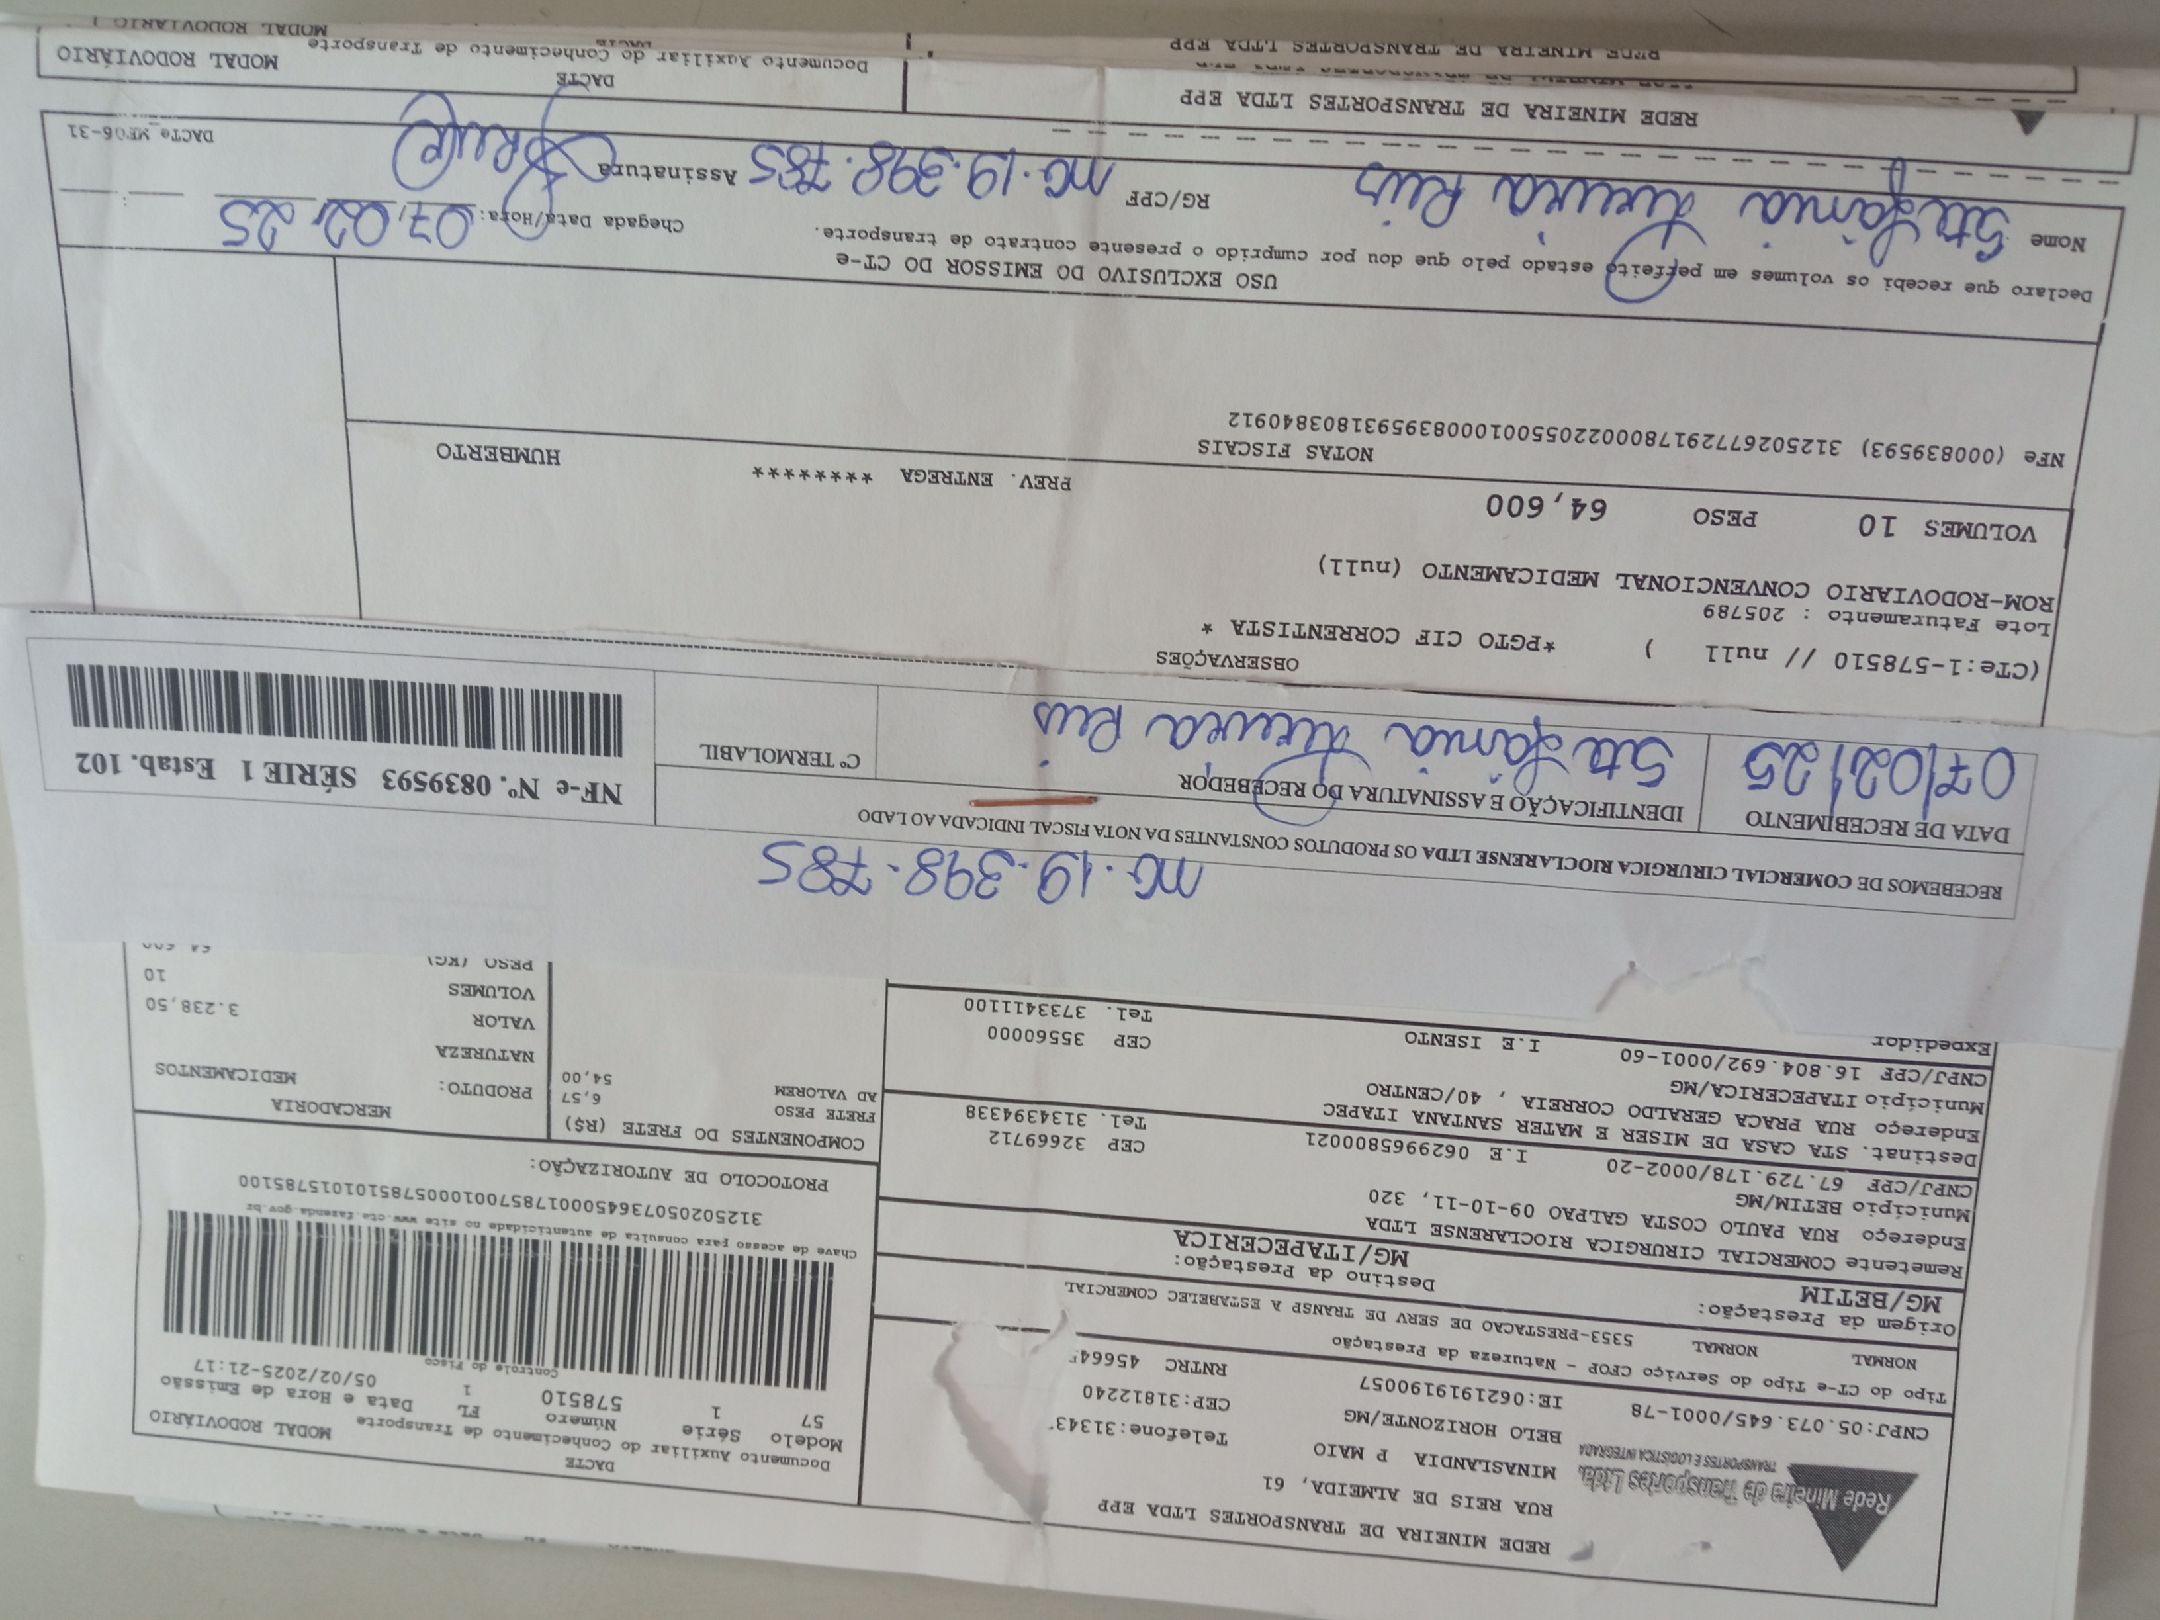 REDE MINEIRA DE TRANSPORTES LTDA EPP
RUA REIS DE ALMEIDA, 61
MINASLANDIA P MAIO
BELO HORIZONTE/MG
Telefone:31343
CEP:31812240
Rede Mineira de Transportes Ltda.
TRANSPORTES E LOGÍSTICA INTEGRADA
CNPJ:05.073.645/0001-78 IE:0621919190057 RNTRC 45664
DACTE
Documento Auxiliar do Conhecimento de Transporte MODAL RODOVIÁRIO
Modelo Série Número FL Data e Hora de Emissão
57 1 578510 1 05/02/2025-21:17
Controle do Fisco
Tipo do CT-e Tipo do Serviço CFOP - Natureza da Prestação
NORMAL NORMAL 5353-PRESTACAO DE SERV DE TRANSP A ESTABELEC COMERCIAL
Origem da Prestação: Destino da Prestação:
MG/BETIM MG/ITAPECERICA
Chave de acesso para consulta de autenticidade no site www.cte.fazenda.gov.br
31250205073645000178570010005785101015785100
PROTOCOLO DE AUTORIZAÇÃO:
Remetente COMERCIAL CIRURGICA RIOCLARENSE LTDA
Endereço RUA PAULO COSTA GALPAO 09-10-11, 320
Município BETIM/MG CEP 32669712
CNPJ/CPF 67.729.178/0002-20 I.E 0629965800021 Tel. 3134394338
Destinat. STA CASA DE MISER E MATER SANTANA ITAPEC
Endereço RUA PRACA GERALDO CORREIA , 40/CENTRO
Município ITAPECERICA/MG CEP 35560000
CNPJ/CPF 16.804.692/0001-60 I.E ISENTO Tel. 3733411100
Expedidor
COMPONENTES DO FRETE (R$)
FRETE PESO 6,57
AD VALOREM 54,00
MERCADORIA
PRODUTO: MEDICAMENTOS
NATUREZA
VALOR 3.238,50
VOLUMES 10
PESO (KG) 64,600
MG.19.398.785
RECEBEMOS DE COMERCIAL CIRURGICA RIOCLARENSE LTDA OS PRODUTOS CONSTANTES DA NOTA FISCAL INDICADA AO LADO
DATA DE RECEBIMENTO IDENTIFICAÇÃO E ASSINATURA DO RECEBEDOR Cº TERMOLABIL
07/02/25 Reis
NF-e Nº. 0839593 SÉRIE 1 Estab. 102
OBSERVAÇÕES
(CTe:1-578510 // null ) *PGTO CIF CORRENTISTA *
Lote Faturamento : 205789
ROM-RODOVIARIO CONVENCIONAL MEDICAMENTO (null)
VOLUMES 10 PESO 64,600 PREV. ENTREGA ******** HUMBERTO
NOTAS FISCAIS
NFe (000839593) 31250267729178000220550010008395931803840912
USO EXCLUSIVO DO EMISSOR DO CT-e
Declaro que recebi os volumes em perfeito estado pelo que dou por cumprido o presente contrato de transporte.
Chegada Data/Hora: 07/02/25 __:__
Nome Reis RG/CPF MG.19.398.785 Assinatura
DACTe_MF06-31
REDE MINEIRA DE TRANSPORTES LTDA EPP
DACTE
Documento Auxiliar do Conhecimento de Transporte MODAL RODOVIÁRIO
REDE MINEIRA DE TRANSPORTES LTDA EPP
DACTE
MODAL RODOVIÁRIO